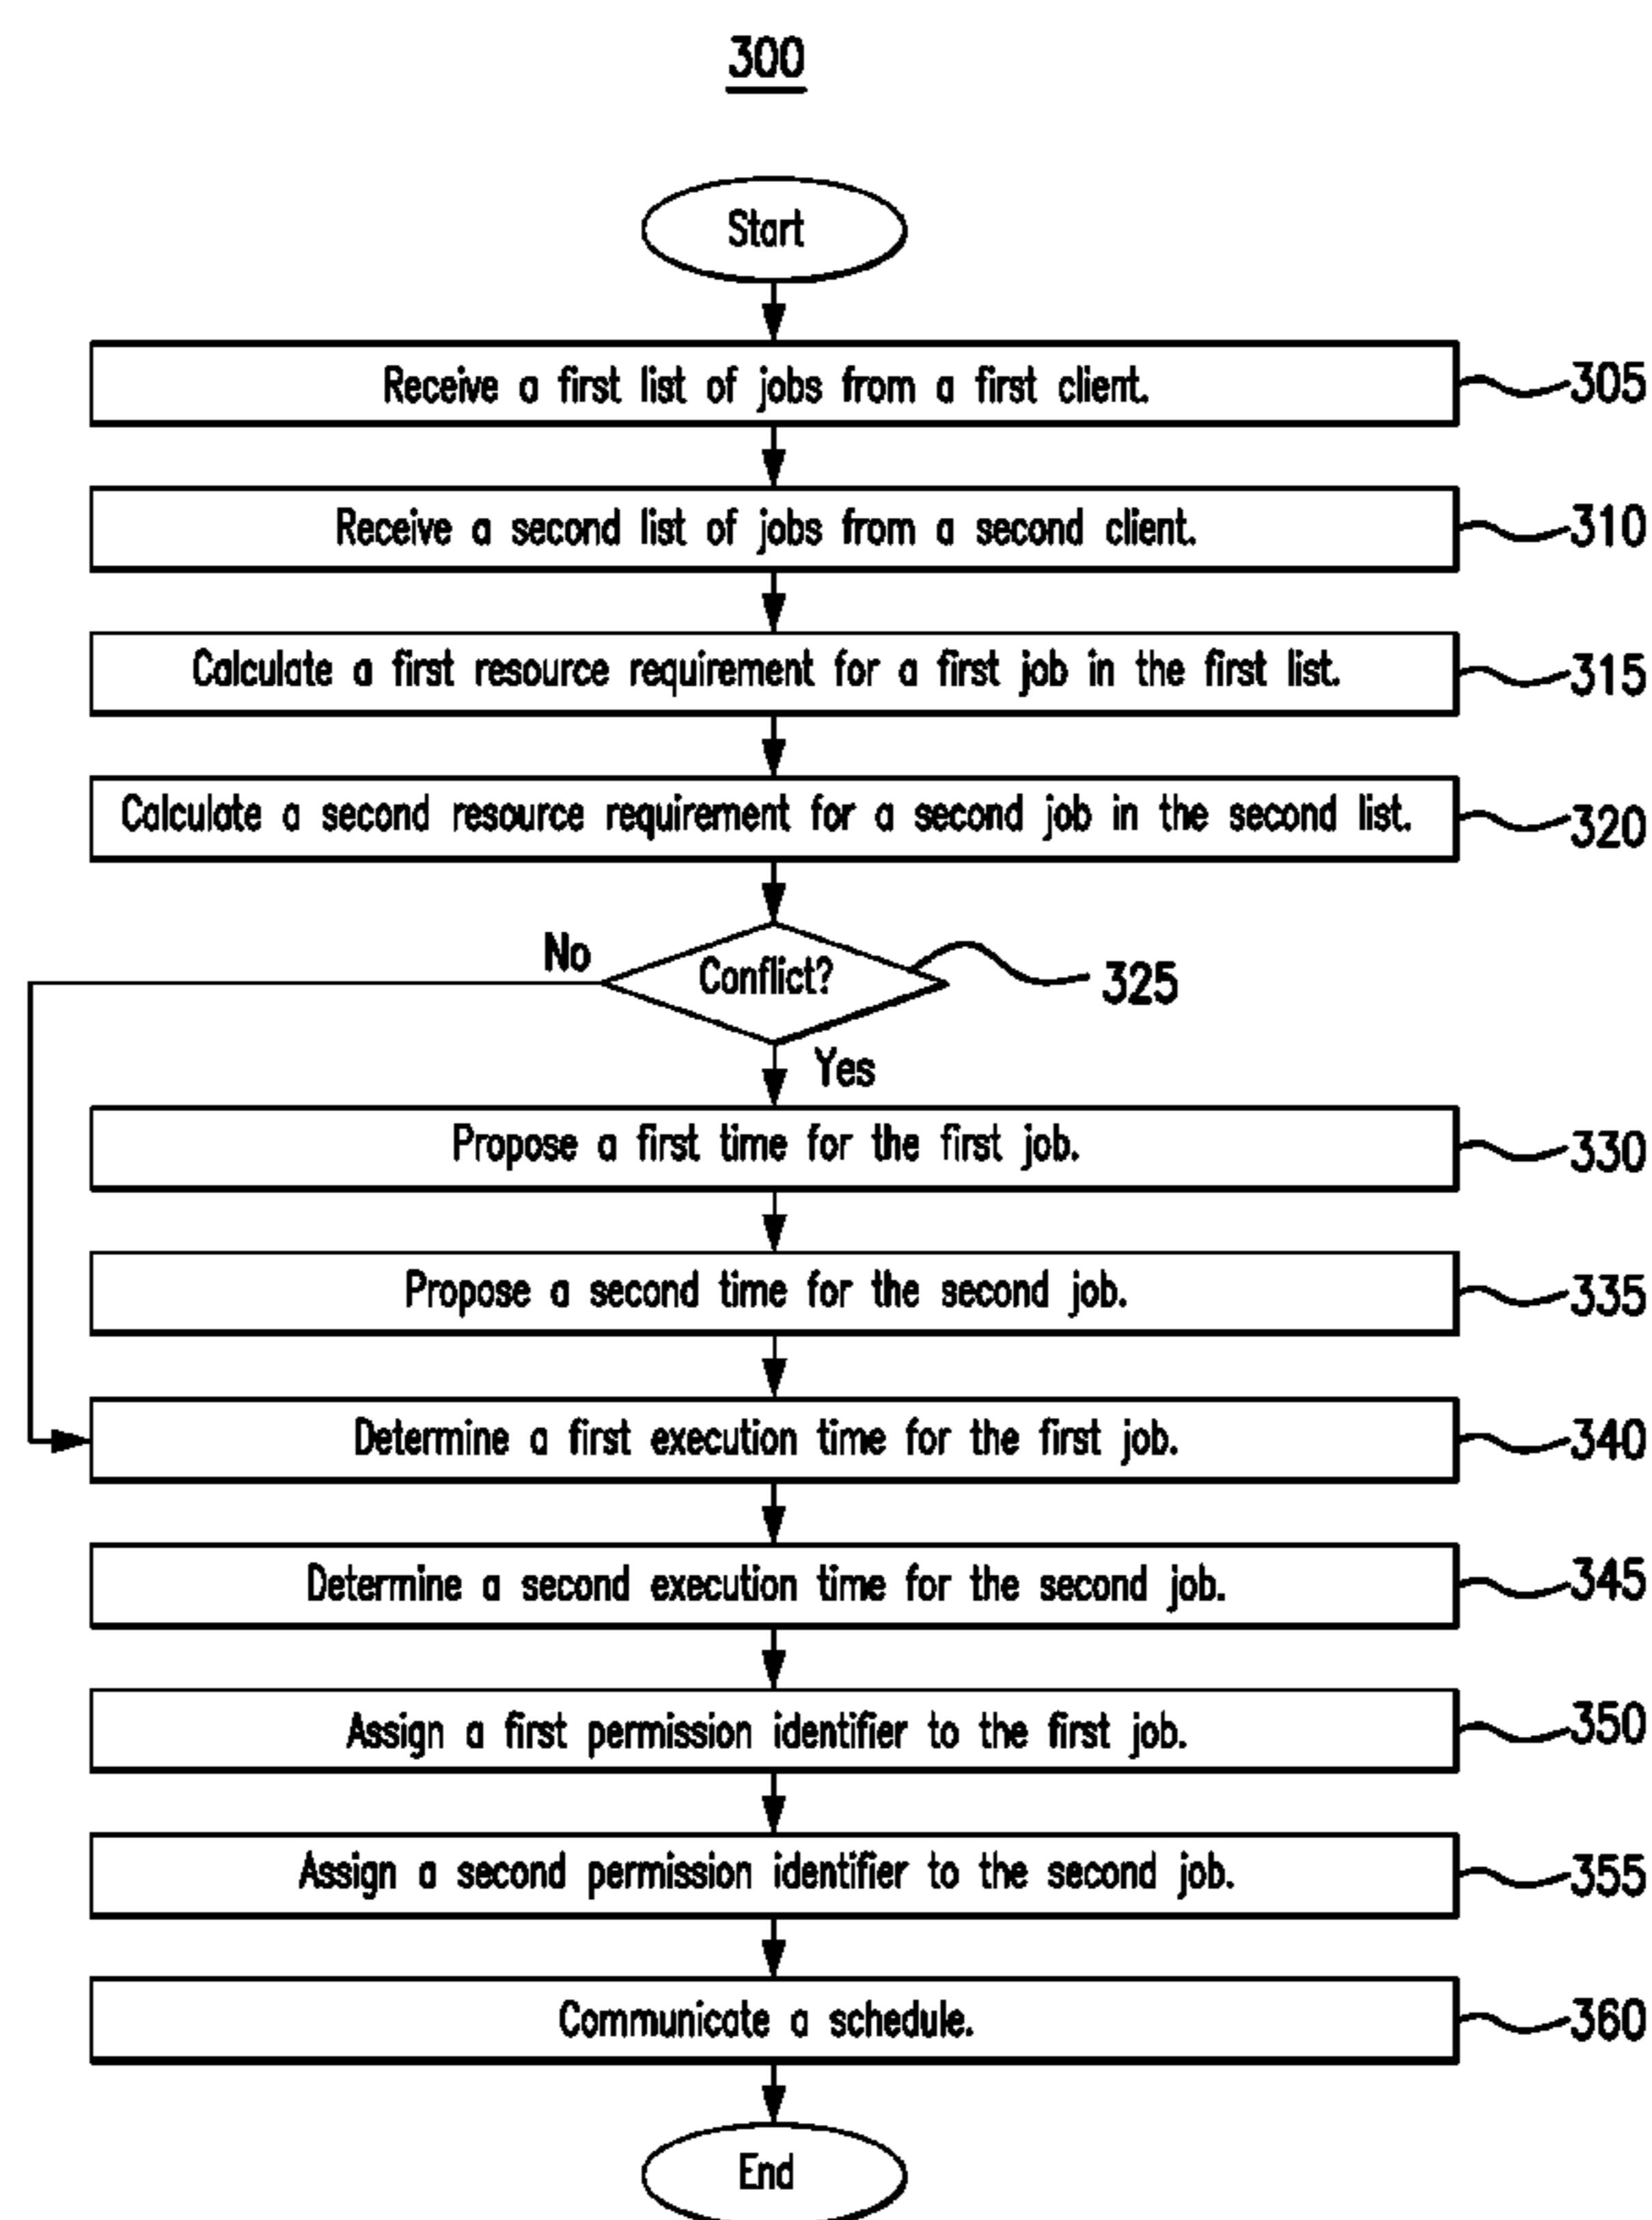 300
Start
Receive a first list of jobs from a first client.
305
Receive a second list of jobs from a second client.
310
Calculate a first resource requirement for a first job in the first list.
315
Calculate a second resource requirement for a second job in the second list.
320
No
Conflict?
325
Yes
Propose a first time for the first job.
330
Propose a second time for the second job.
335
Determine a first execution time for the first job.
340
Determine a second execution time for the second job.
345
Assign a first permission identifier to the first job.
350
Assign a second permission identifier to the second job.
355
Communicate a schedule.
360
End